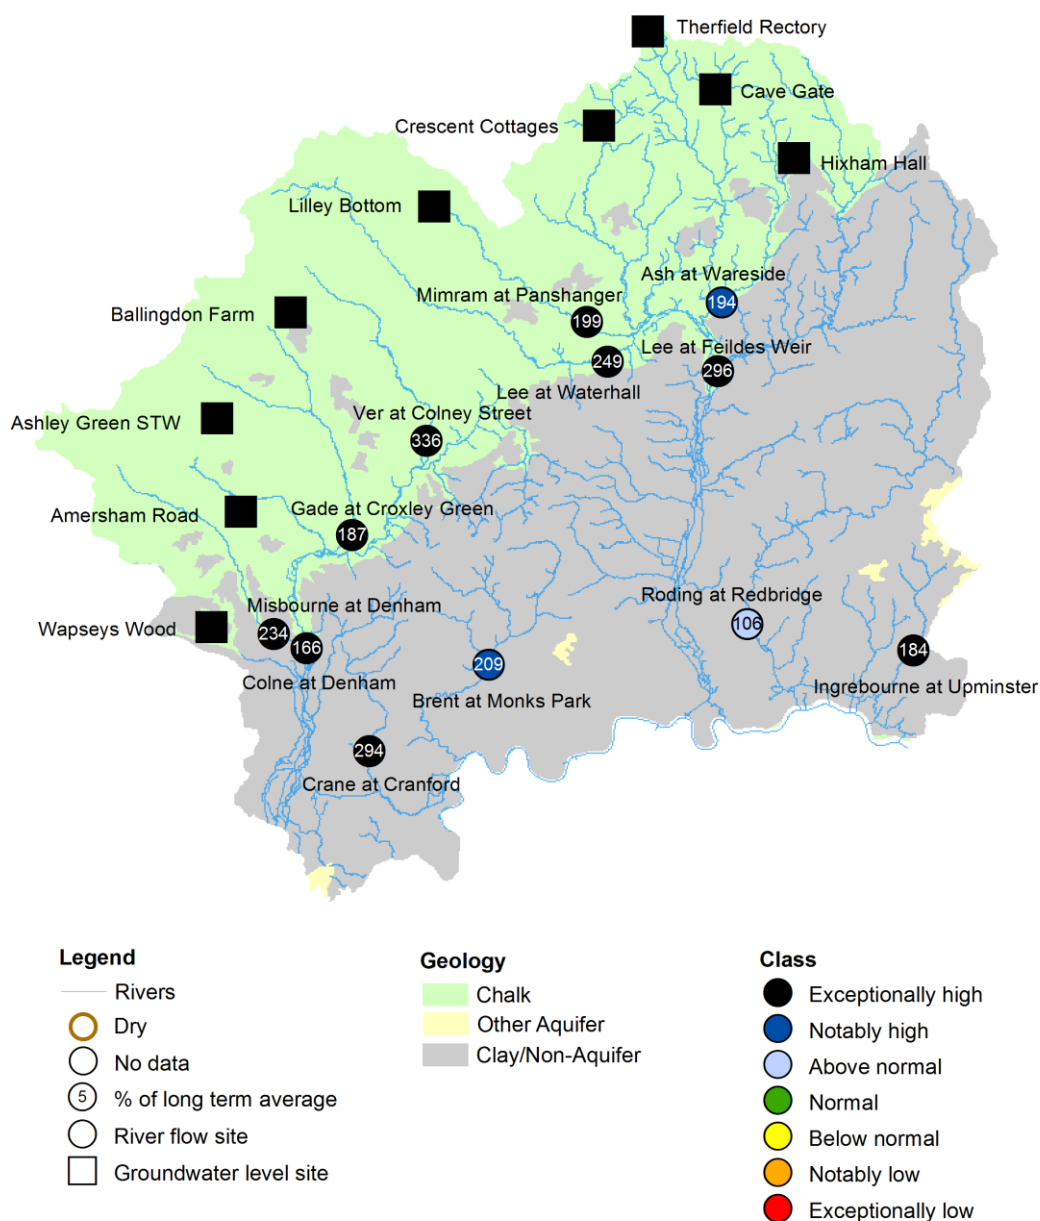 Therfield Rectory
Cave Gate
Crescent Cottages
Hixham Hall
Lilley Bottom
Ash at Wareside
194
Mimram at Panshanger
199
Ballingdon Farm
Lee at Feildes Weir
296
249
Lee at Waterhall
Ver at Colney Street
336
Ashley Green STW
Gade at Croxley Green
187
Amersham Road
Misbourne at Denham
234
Roding at Redbridge
106
Wapseys Wood
166
Colne at Denham
209
Brent at Monks Park
184
Ingrebourne at Upminster
294
Crane at Cranford
Legend
Rivers
Dry
No data
5 % of long term average
River flow site
Groundwater level site
Geology
Chalk
Other Aquifer
Clay/Non-Aquifer
Class
Exceptionally high
Notably high
Above normal
Normal
Below normal
Notably low
Exceptionally low